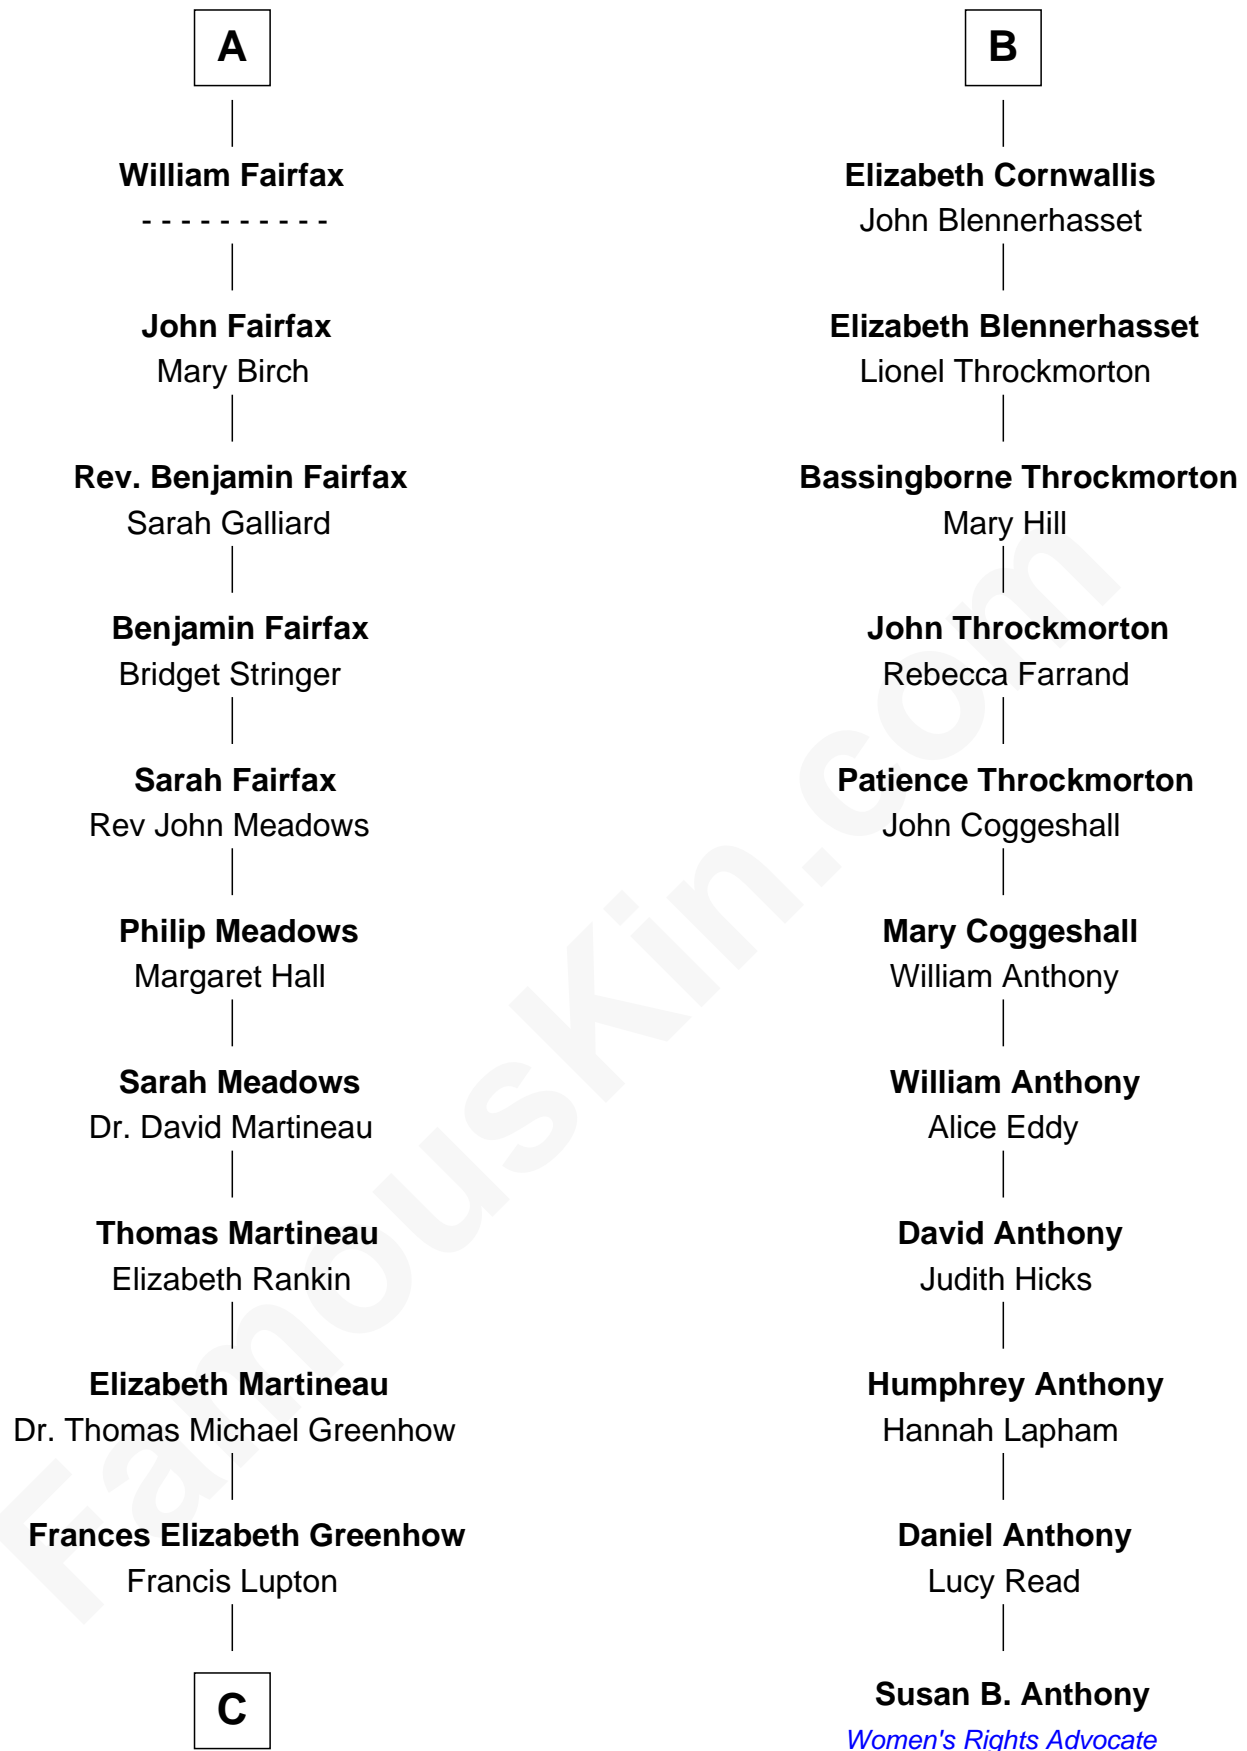 A
William Fairfax
- - - - - - - - - -
John Fairfax
Mary Birch
Rev. Benjamin Fairfax
Sarah Galliard
Benjamin Fairfax
Bridget Stringer
Sarah Fairfax
Rev John Meadows
Philip Meadows
Margaret Hall
Sarah Meadows
Dr. David Martineau
Thomas Martineau
Elizabeth Rankin
Elizabeth Martineau
Dr. Thomas Michael Greenhow
Frances Elizabeth Greenhow
Francis Lupton
C
B
Elizabeth Cornwallis
John Blennerhasset
Elizabeth Blennerhasset
Lionel Throckmorton
Bassingborne Throckmorton
Mary Hill
John Throckmorton
Rebecca Farrand
Patience Throckmorton
John Coggeshall
Mary Coggeshall
William Anthony
William Anthony
Alice Eddy
David Anthony
Judith Hicks
Humphrey Anthony
Hannah Lapham
Daniel Anthony
Lucy Read
Susan B. Anthony
Women's Rights Advocate
FamousKin.com